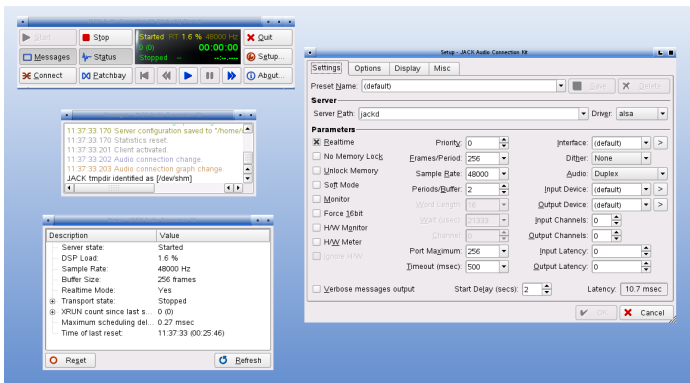 Start
Stop
Started RT 1.6 % 48000 Hz
0 (0) 00:00:00
Stopped -- --:--.----
Quit
Messages
Status
Setup...
Connect
Patchbay
About...
11:37:33.170 Server configuration saved to "/home/
11:37:33.170 Statistics reset.
11:37:33.201 Client activated.
11:37:33.202 Audio connection change.
11:37:33.203 Audio connection graph change.
JACK tmpdir identified as [/dev/shm]
Description Value
Server state: Started
DSP Load: 1.6 %
Sample Rate: 48000 Hz
Buffer Size: 256 frames
Realtime Mode: Yes
Transport state: Stopped
XRUN count since last s... 0 (0)
Maximum scheduling del... 0.27 msec
Time of last reset: 11:37:33 (00:25:46)
Reset
Refresh
Setup - JACK Audio Connection Kit
Settings Options Display Misc
Preset Name: (default) Save Delete
Server
Server Path: jackd Driver: alsa
Parameters
Realtime Priority: 0 Interface: (default) >
No Memory Lock Frames/Period: 256 Dither: None
Unlock Memory Sample Rate: 48000 Audio: Duplex
Soft Mode Periods/Buffer: 2 Input Device: (default) >
Monitor Word Length: 16 Output Device: (default) >
Force 16bit Wait (usec): 21333 Input Channels: 0
H/W Monitor Channel: 0 Output Channels: 0
H/W Meter Port Maximum: 256 Input Latency: 0
Ignore H/W Timeout (msec): 500 Output Latency: 0
Verbose messages output Start Delay (secs): 2 Latency: 10.7 msec
OK Cancel